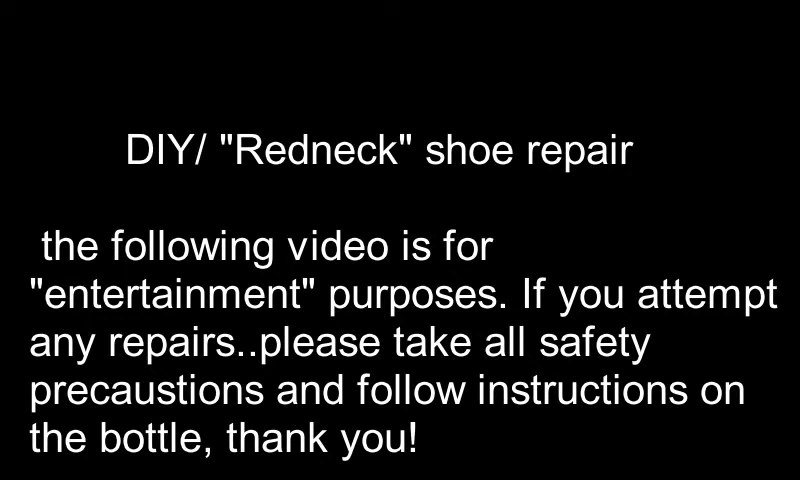 DIY/ "Redneck" shoe repair
the following video is for
"entertainment" purposes. If you attempt
any repairs..please take all safety
precaustions and follow instructions on
the bottle, thank you!